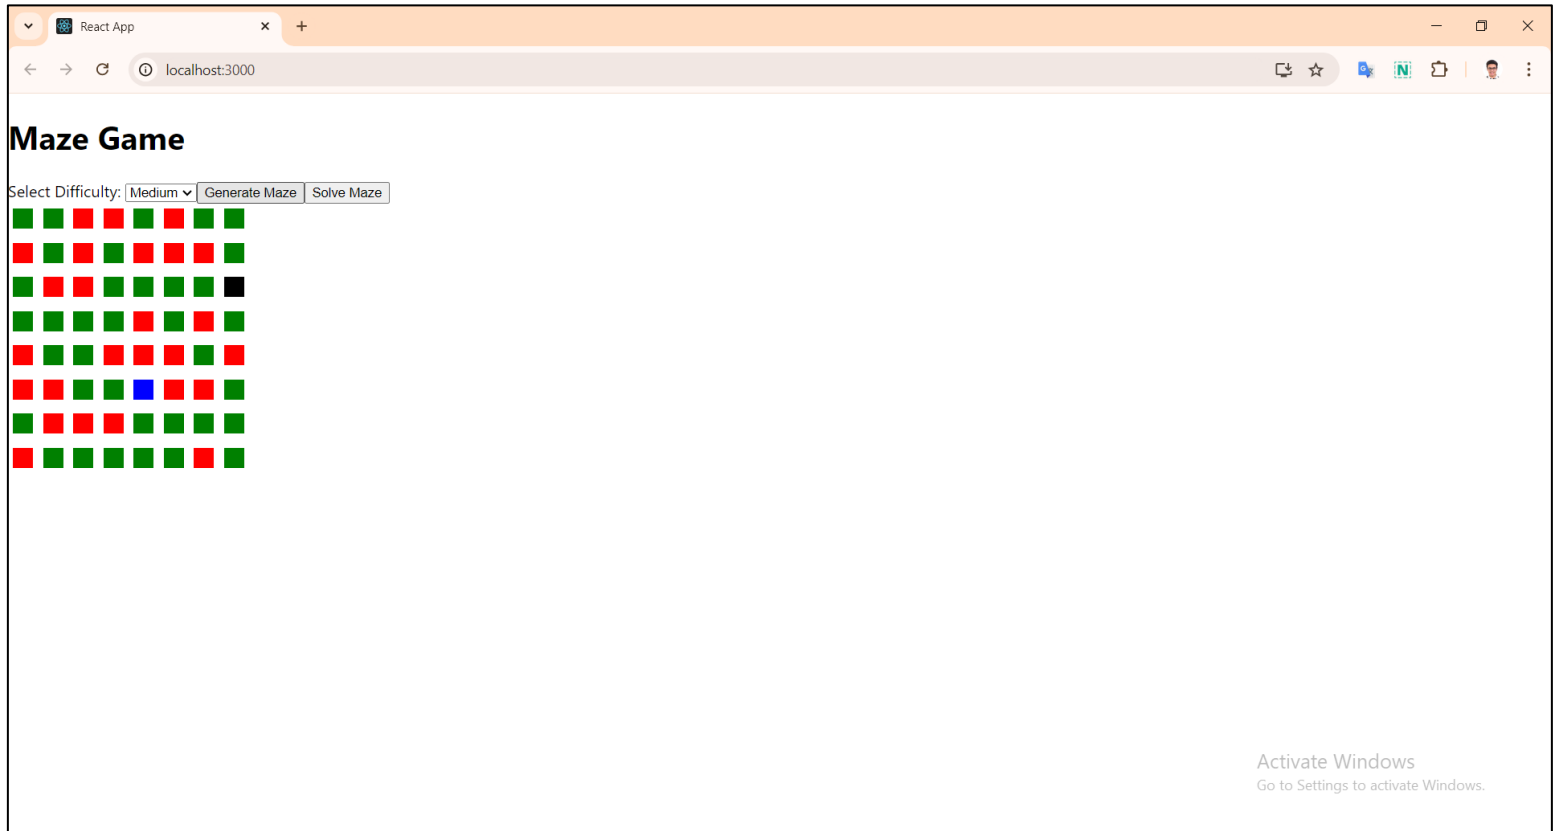 React App
localhost:3000
N
Maze Game
Select Difficulty: Medium Generate Maze Solve Maze
Activate Windows
Go to Settings to activate Windows.